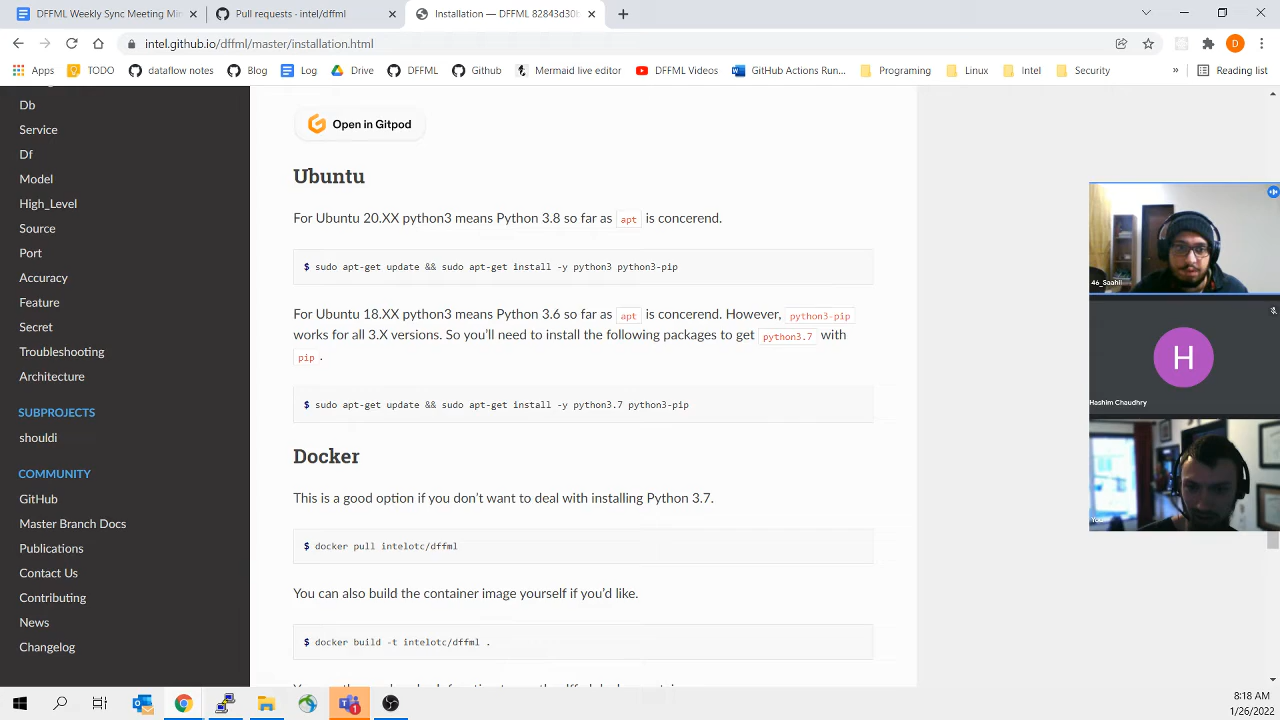 DFFML Weekly Sync Meeting Min
Pull requests · intel/dffml
Installation — DFFML 82843d30b
intel.github.io/dffml/master/installation.html
D
Apps
TODO
dataflow notes
Blog
Log
Drive
DFFML
Github
Mermaid live editor
DFFML Videos
GitHub Actions Run...
Programing
Linux
Intel
Security
»
Reading list
Db
Service
Df
Model
High_Level
Source
Port
Accuracy
Feature
Secret
Troubleshooting
Architecture
SUBPROJECTS
shouldi
COMMUNITY
GitHub
Master Branch Docs
Publications
Contact Us
Contributing
News
Changelog
Open in Gitpod
Ubuntu
For Ubuntu 20.XX python3 means Python 3.8 so far as apt is concerend.
$ sudo apt-get update && sudo apt-get install -y python3 python3-pip
For Ubuntu 18.XX python3 means Python 3.6 so far as apt is concerend. However, python3-pip
works for all 3.X versions. So you'll need to install the following packages to get python3.7 with
pip .
$ sudo apt-get update && sudo apt-get install -y python3.7 python3-pip
Docker
This is a good option if you don't want to deal with installing Python 3.7.
$ docker pull intelotc/dffml
You can also build the container image yourself if you'd like.
$ docker build -t intelotc/dffml .
46_Saahil
H
Hashim Chaudhry
You
1
8:18 AM
1/26/2022